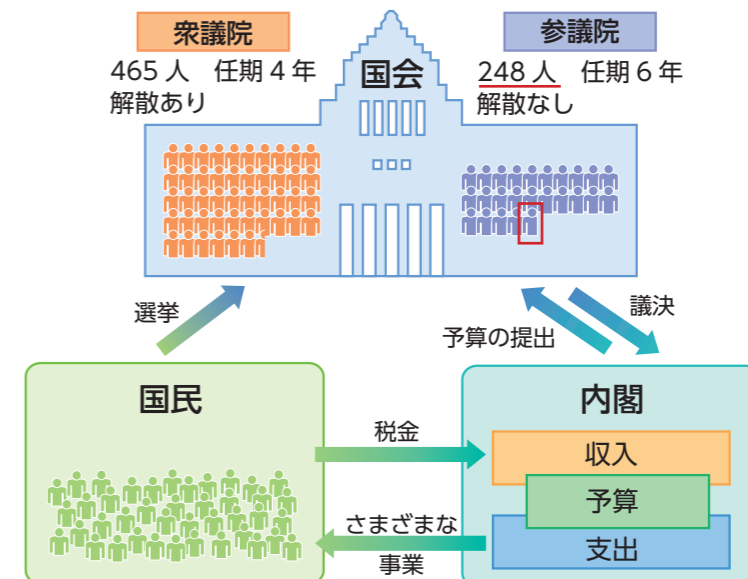 衆議院
465人 任期4年
解散あり
国会
参議院
248人 任期6年
解散なし
選挙
予算の提出
議決
国民
税金
さまざまな
事業
内閣
収入
予算
支出